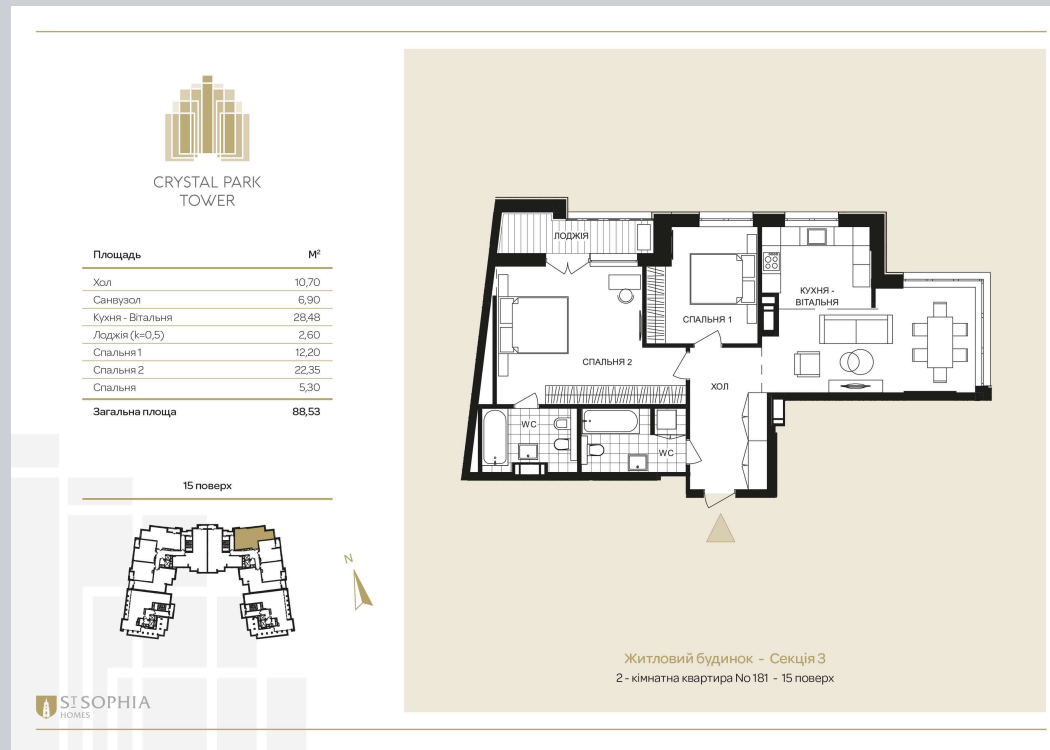 CRYSTAL PARK
TOWER
Площадь М²
Хол 10,70
Санвузол 6,90
Кухня - Вітальня 28,48
Лоджія (k=0,5) 2,60
Спальня 1 12,20
Спальня 2 22,35
Спальня 5,30
Загальна площа 88,53
15 поверх
N
ST SOPHIA
HOMES
ЛОДЖІЯ
СПАЛЬНЯ 1
КУХНЯ -
ВІТАЛЬНЯ
СПАЛЬНЯ 2
ХОЛ
WC
WC
Житловий будинок - Секція 3
2 - кімнатна квартира No 181 - 15 поверх